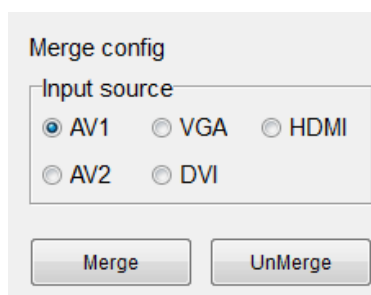 Merge config
Input source
AV1 VGA HDMI
AV2 DVI
Merge UnMerge